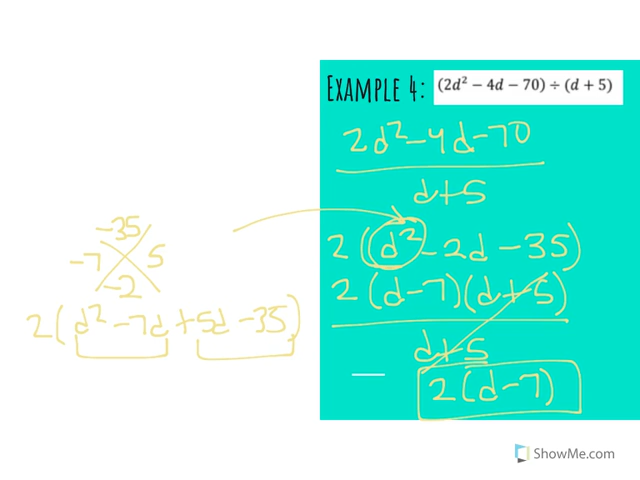 EXAMPLE 4: (2d² − 4d − 70) ÷ (d + 5)
2d² - 4d - 70
d+5
2 (d² - 2d - 35)
2 (d-7)(d+5)
d+5
2(d-7)
-35
-7 5
-2
2(d² - 7d + 5d - 35)
ShowMe.com